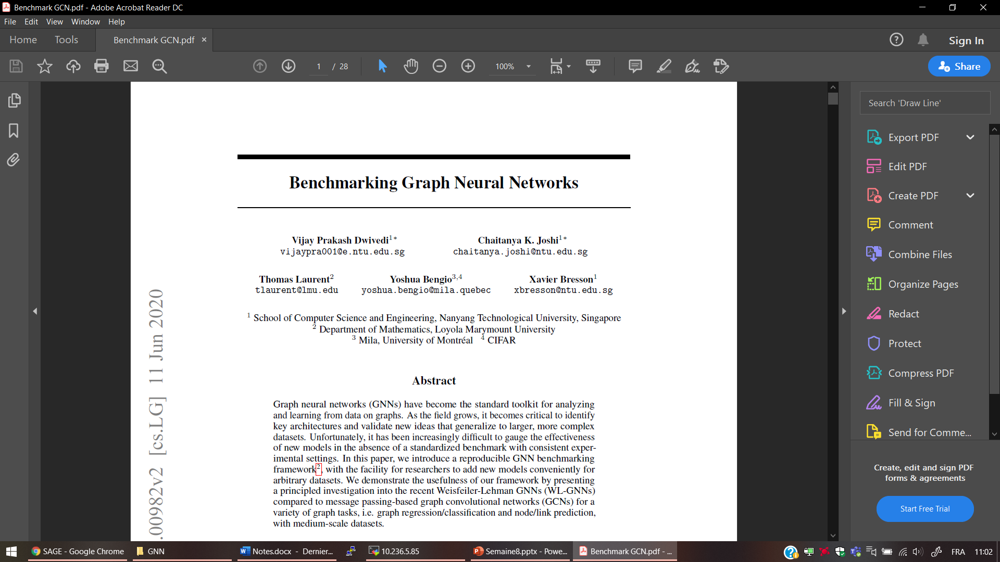 Benchmark GCN.pdf - Adobe Acrobat Reader DC
File Edit View Window Help
Home Tools Benchmark GCN.pdf × ? Sign In
1 / 28 100% Share
Search 'Draw Line'
Export PDF
Edit PDF
Create PDF
Comment
Combine Files
Organize Pages
Redact
Protect
Compress PDF
Fill & Sign
Send for Comme...
Create, edit and sign PDF
forms & agreements
Start Free Trial
.00982v2 [cs.LG] 11 Jun 2020
Benchmarking Graph Neural Networks
Vijay Prakash Dwivedi1∗ Chaitanya K. Joshi1∗
vijaypra001@e.ntu.edu.sg chaitanya.joshi@ntu.edu.sg
Thomas Laurent2 Yoshua Bengio3,4 Xavier Bresson1
tlaurent@lmu.edu yoshua.bengio@mila.quebec xbresson@ntu.edu.sg
1 School of Computer Science and Engineering, Nanyang Technological University, Singapore
2 Department of Mathematics, Loyola Marymount University
3 Mila, University of Montréal 4 CIFAR
Abstract
Graph neural networks (GNNs) have become the standard toolkit for analyzing
and learning from data on graphs. As the field grows, it becomes critical to identify
key architectures and validate new ideas that generalize to larger, more complex
datasets. Unfortunately, it has been increasingly difficult to gauge the effectiveness
of new models in the absence of a standardized benchmark with consistent exper-
imental settings. In this paper, we introduce a reproducible GNN benchmarking
framework2, with the facility for researchers to add new models conveniently for
arbitrary datasets. We demonstrate the usefulness of our framework by presenting
a principled investigation into the recent Weisfeiler-Lehman GNNs (WL-GNNs)
compared to message passing-based graph convolutional networks (GCNs) for a
variety of graph tasks, i.e. graph regression/classification and node/link prediction,
with medium-scale datasets.
SAGE - Google Chrome GNN Notes.docx - Dernier... 10.236.5.85 Semaine8.pptx - Powe... Benchmark GCN.pdf - ... FRA 11:02